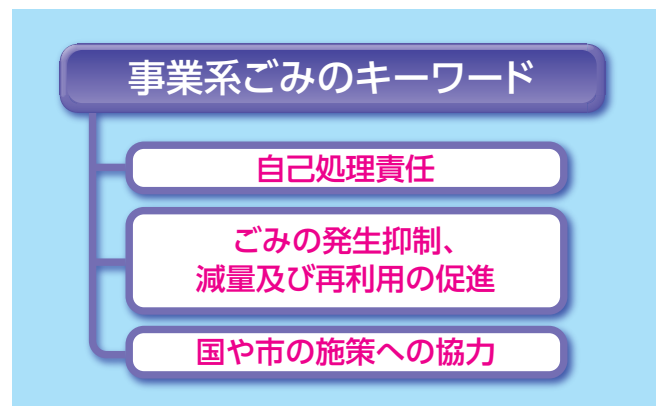 事業系ごみのキーワード
自己処理責任
ごみの発生抑制、
減量及び再利用の促進
国や市の施策への協力